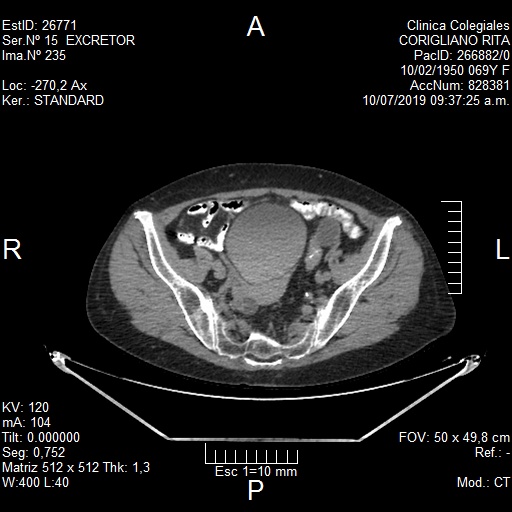 EstID: 26771
Ser.Nº 15 EXCRETOR
Ima.Nº 235
Loc: -270,2 Ax
Ker.: STANDARD
A
Clinica Colegiales
CORIGLIANO RITA
PacID: 266882/0
10/02/1950 069Y F
AccNum: 828381
10/07/2019 09:37:25 a.m.
R
L
KV: 120
mA: 104
Tilt: 0.000000
Seg: 0,752
Matriz 512 x 512 Thk: 1,3
W:400 L:40
Esc 1=10 mm
P
FOV: 50 x 49,8 cm
Ref.: -
Mod.: CT